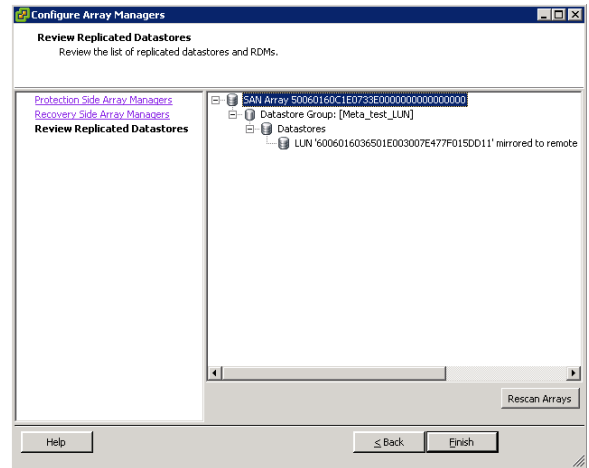 Configure Array Managers
Review Replicated Datastores
Review the list of replicated datastores and RDMs.
Protection Side Array Managers
Recovery Side Array Managers
Review Replicated Datastores
SAN Array 50060160C1E0733E0000000000000000
Datastore Group: [Meta_test_LUN]
Datastores
LUN '6006016036501E003007E477F015DD11' mirrored to remote
Rescan Arrays
Help
< Back
Finish